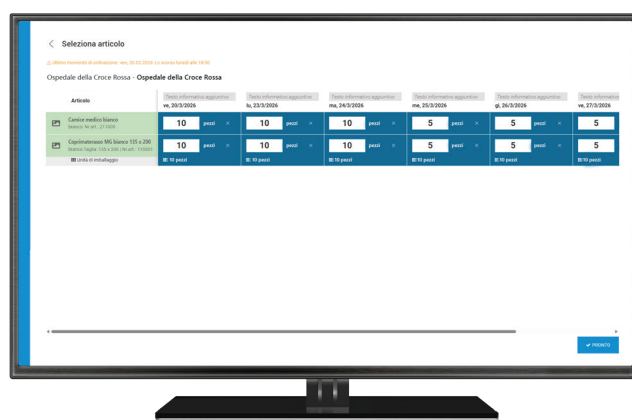 Seleziona articolo
Ospedale della Croce Rossa - Ospedale della Croce Rossa
Articolo
Testo informativo aggiuntivo Testo informativo aggiuntivo Testo informativo aggiuntivo Testo informativo aggiuntivo Testo informativo aggiuntivo Testo informativo
ve, 20/3/2026 lu, 23/3/2026 ma, 24/3/2026 me, 25/3/2026 gi, 26/3/2026 ve, 27/3/2026
Camice medico bianco 10 pezzi × 10 pezzi × 10 pezzi × 5 pezzi × 5 pezzi × 5
Coprimaterasso MG bianco 135 x 200 10 pezzi × 10 pezzi × 10 pezzi × 5 pezzi × 5 pezzi × 5
Unità di imballaggio 10 pezzi 10 pezzi 10 pezzi 10 pezzi 10 pezzi 10 pezzi
PRONTO